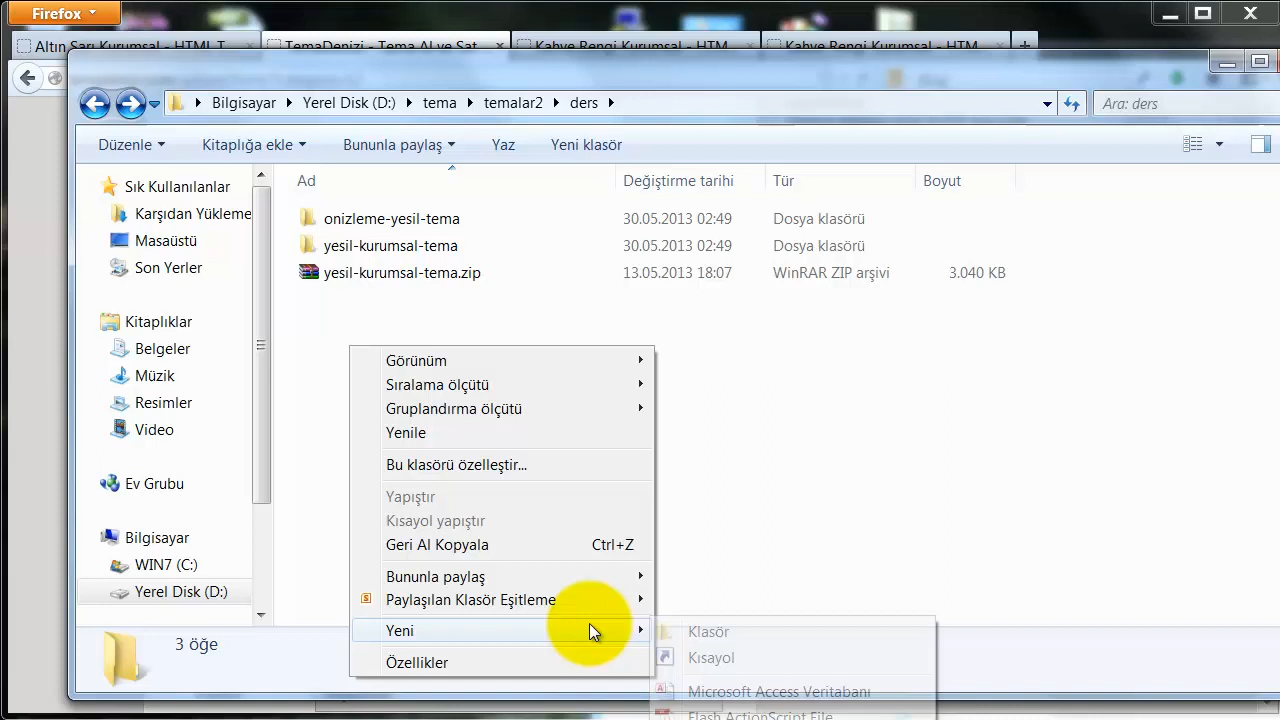 Firefox
Altın Sarı Kurumsal - HTML T
TemaDenizi - Tema Al ve Sat
Kahve Rengi Kurumsal - HTM
Kahve Rengi Kurumsal - HTM
Bilgisayar Yerel Disk (D:) tema temalar2 ders
Ara: ders
Düzenle Kitaplığa ekle Bununla paylaş Yaz Yeni klasör
Sık Kullanılanlar
Karşıdan Yükleme
Masaüstü
Son Yerler
Kitaplıklar
Belgeler
Müzik
Resimler
Video
Ev Grubu
Bilgisayar
WIN7 (C:)
Yerel Disk (D:)
Ad Değiştirme tarihi Tür Boyut
onizleme-yesil-tema 30.05.2013 02:49 Dosya klasörü
yesil-kurumsal-tema 30.05.2013 02:49 Dosya klasörü
yesil-kurumsal-tema.zip 13.05.2013 18:07 WinRAR ZIP arşivi 3.040 KB
Görünüm
Sıralama ölçütü
Gruplandırma ölçütü
Yenile
Bu klasörü özelleştir...
Yapıştır
Kısayol yapıştır
Geri Al Kopyala Ctrl+Z
Bununla paylaş
Paylaşılan Klasör Eşitleme
Yeni
Özellikler
Klasör
Kısayol
Microsoft Access Veritabanı
Flash ActionScript File
3 öğe